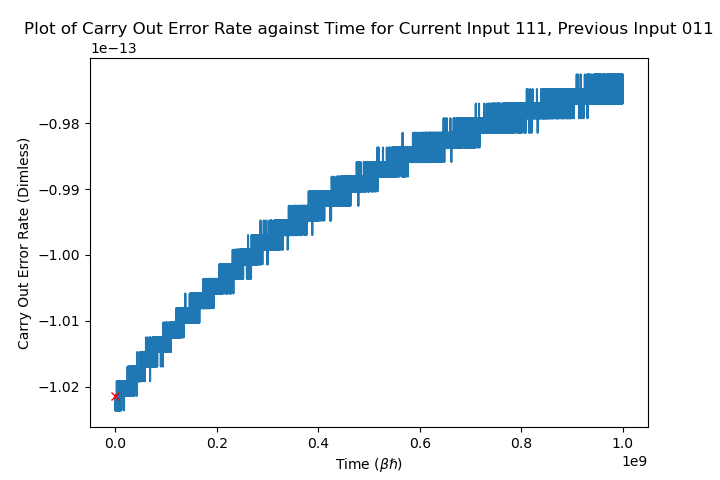 Plot of Carry Out Error Rate against Time for Current Input 111, Previous Input 011
1e−13
−0.98
−0.99
−1.00
−1.01
−1.02
Carry Out Error Rate (Dimless)
0.0 0.2 0.4 0.6 0.8 1.0
1e9
Time (βℏ)